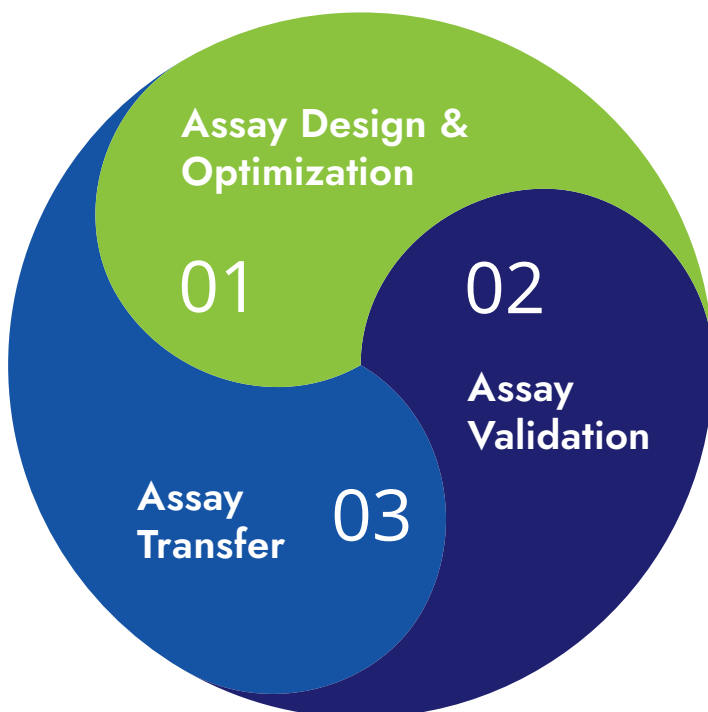 Assay Design &
Optimization
01
02
Assay
Validation
Assay
Transfer
03